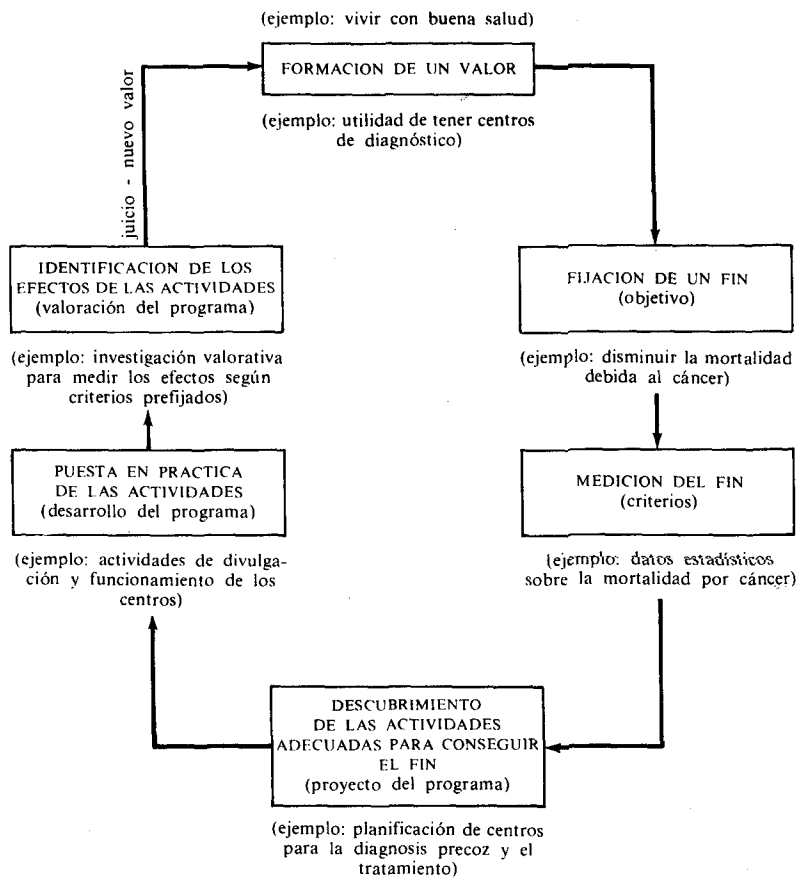 (ejemplo: vivir con buena salud)
FORMACION DE UN VALOR
(ejemplo: utilidad de tener centros
de diagnóstico)
juicio - nuevo valor
FIJACION DE UN FIN
(objetivo)
(ejemplo: disminuir la mortalidad
debida al cáncer)
MEDICION DEL FIN
(criterios)
(ejemplo: datos estadísticos
sobre la mortalidad por cáncer)
DESCUBRIMIENTO
DE LAS ACTIVIDADES
ADECUADAS PARA CONSEGUIR
EL FIN
(proyecto del programa)
(ejemplo: planificación de centros
para la diagnosis precoz y el
tratamiento)
PUESTA EN PRACTICA
DE LAS ACTIVIDADES
(desarrollo del programa)
(ejemplo: actividades de divulga-
ción y funcionamiento de los
centros)
IDENTIFICACION DE LOS
EFECTOS DE LAS ACTIVIDADES
(valoración del programa)
(ejemplo: investigación valorativa
para medir los efectos según
criterios prefijados)